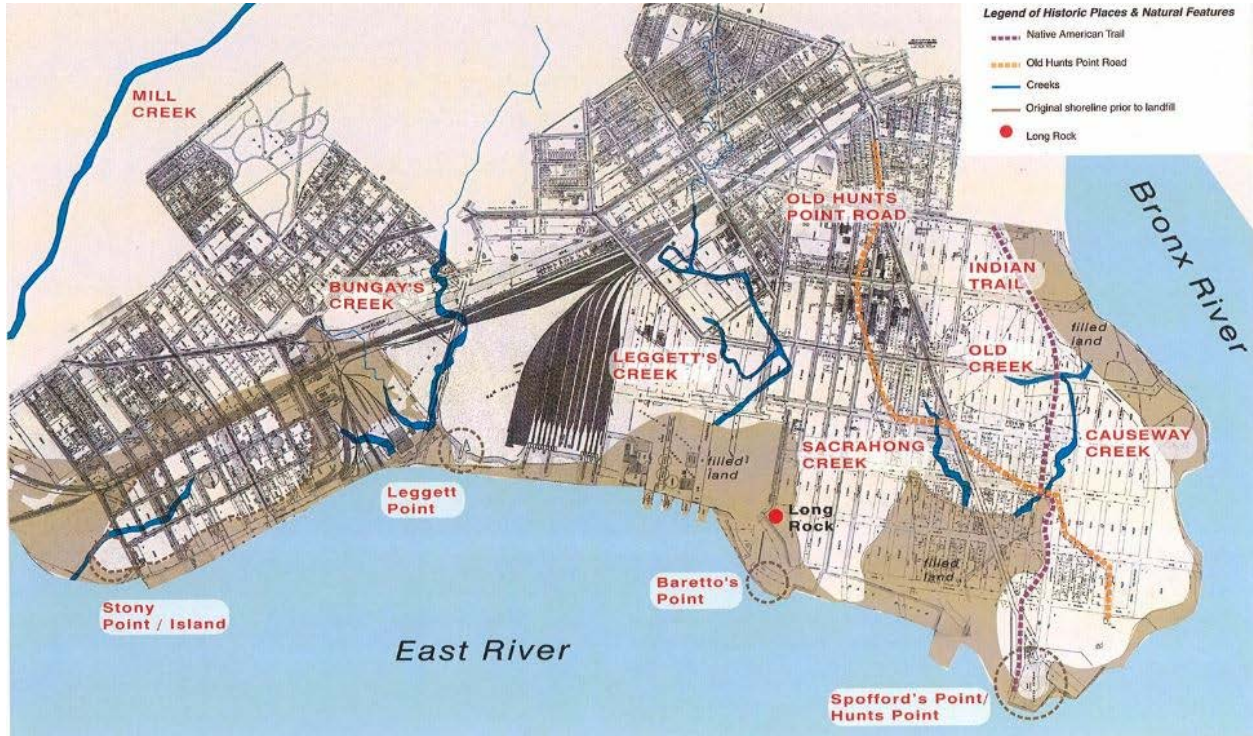 Legend of Historic Places & Natural Features
Native American Trail
Old Hunts Point Road
Creeks
Original shoreline prior to landfill
Long Rock
MILL
CREEK
Bronx River
OLD HUNTS
POINT ROAD
INDIAN
TRAIL
BUNGAY'S
CREEK
filled
land
LEGGETT'S
CREEK
OLD
CREEK
SACRAHONG
CREEK
CAUSEWAY
CREEK
filled
land
Leggett
Point
Long
Rock
filled
land
Baretto's
Point
Stony
Point / Island
East River
Spofford's Point/
Hunts Point